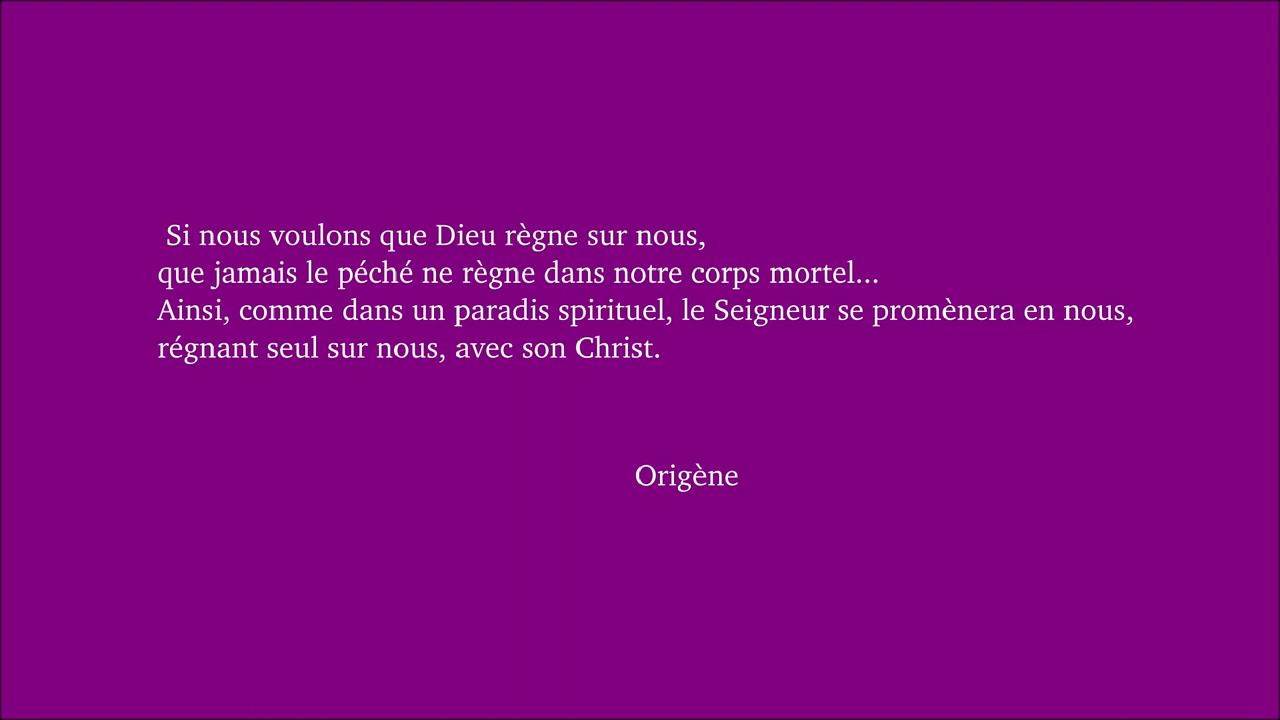 Si nous voulons que Dieu règne sur nous,
que jamais le péché ne règne dans notre corps mortel...
Ainsi, comme dans un paradis spirituel, le Seigneur se promènera en nous,
régnant seul sur nous, avec son Christ.
Origène